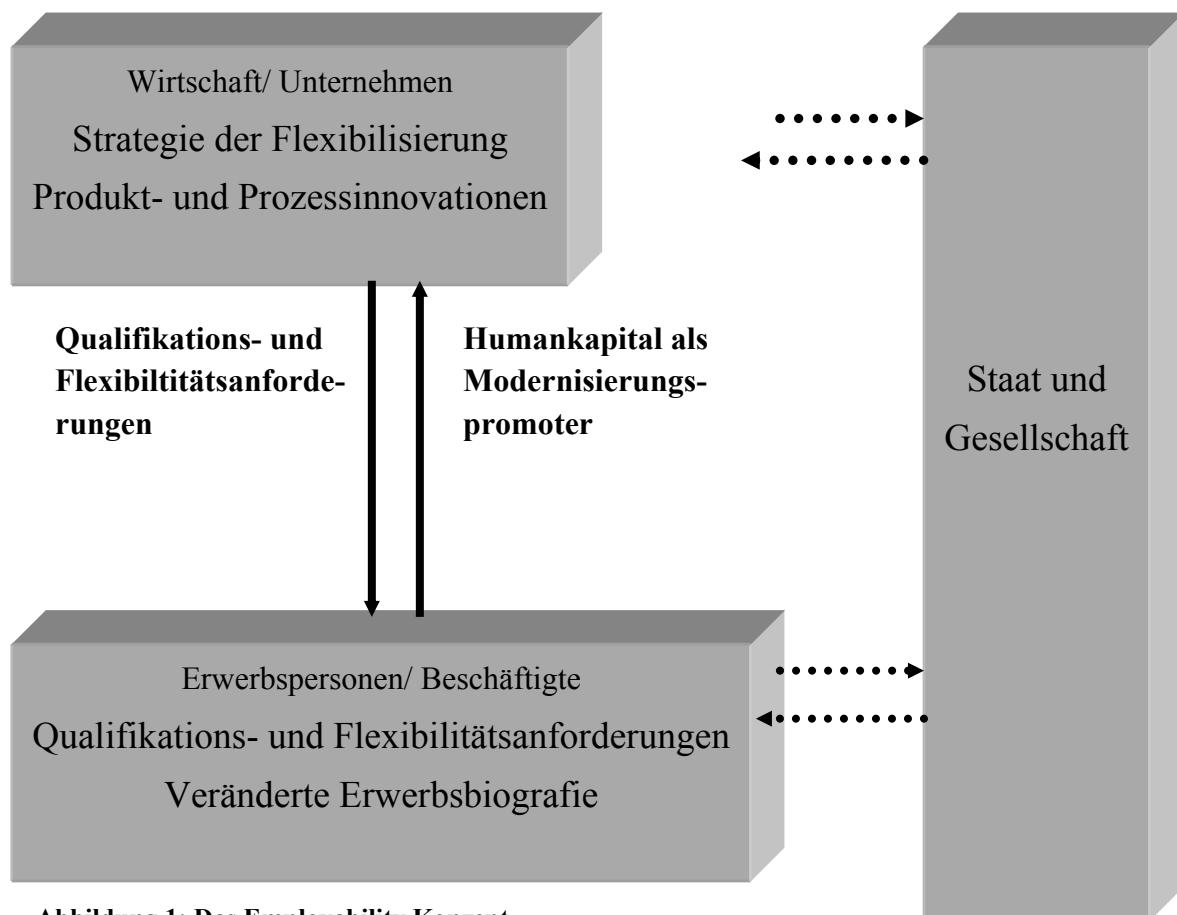 Wirtschaft/ Unternehmen
Strategie der Flexibilisierung
Produkt- und Prozessinnovationen
Qualifikations- und
Flexibiltitätsanforde-
rungen
Humankapital als
Modernisierungs-
promoter
Staat und
Gesellschaft
Erwerbspersonen/ Beschäftigte
Qualifikations- und Flexibilitätsanforderungen
Veränderte Erwerbsbiografie
Abbildung 1: Das Employability-Konzept